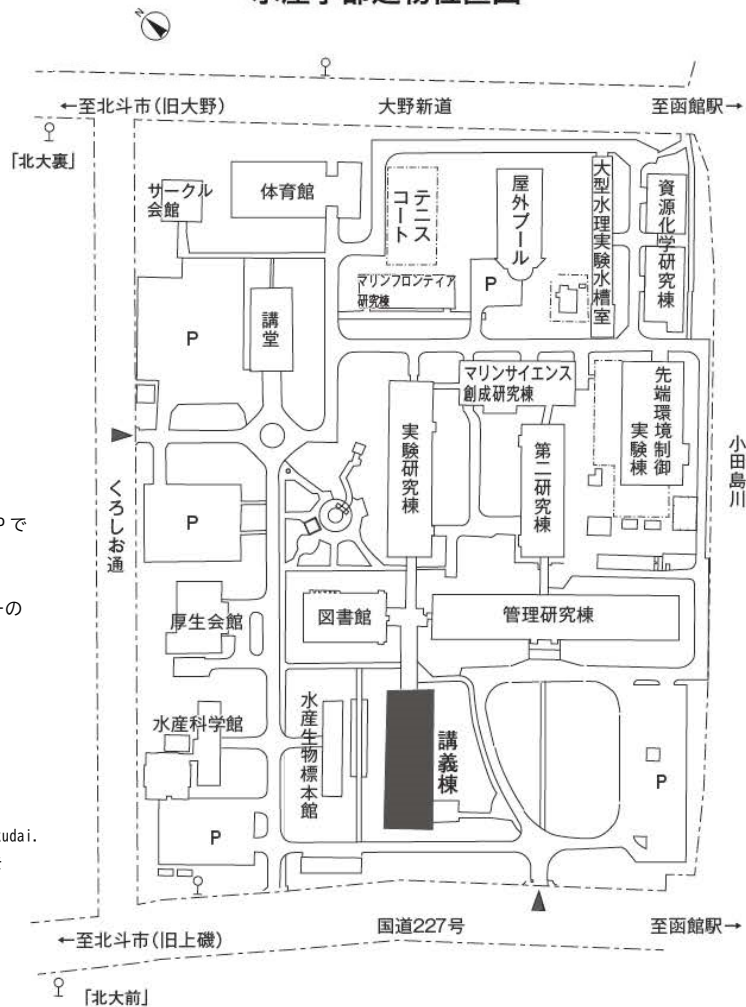 水産学部建物位置図
N
←至北斗市(旧大野)
大野新道
至函館駅→
「北大裏」
サークル
会館
体育館
テニス
コート
屋外プール
大型水理実験水槽室
資源化学研究棟
マリンフロンティア
研究棟
P
P
講堂
マリンサイエンス
創成研究棟
先端環境制御
実験棟
実験研究棟
第二研究棟
小田島川
くろしお通
P
Pで
厚生会館
図書館
管理研究棟
水産科学館
水産生物標本館
講義棟
P
P
udai.
←至北斗市(旧上磯)
国道227号
至函館駅→
「北大前」